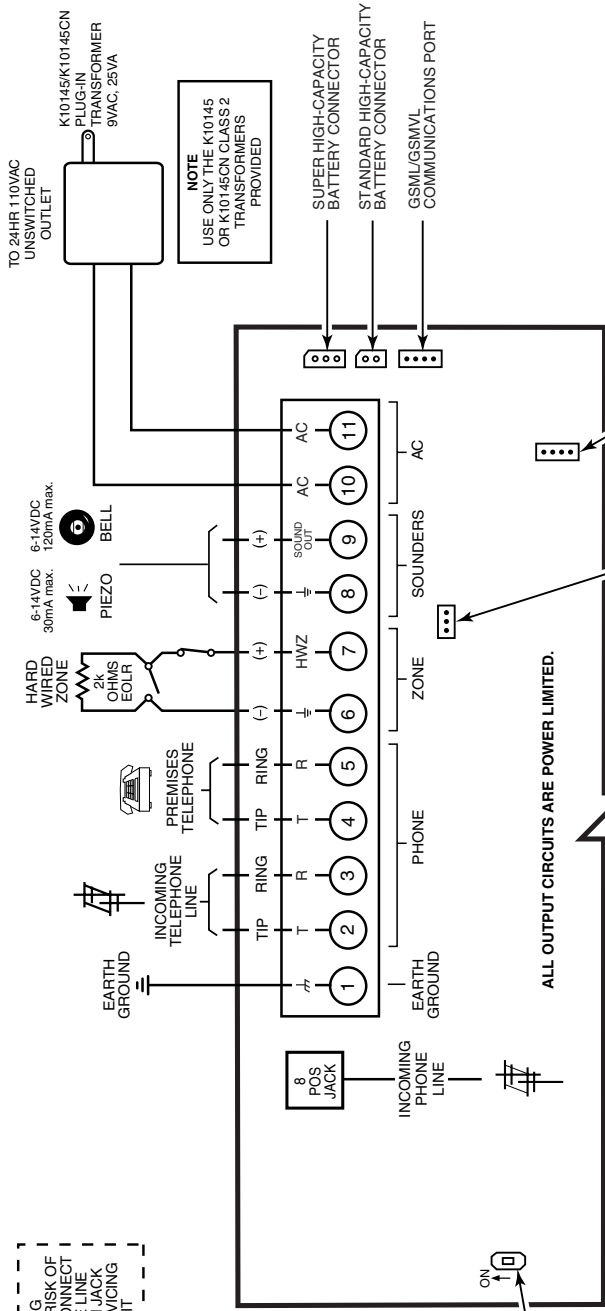 TO 24HR 110VAC
UNSWITCHED
OUTLET
K10145/K10145CN
PLUG-IN
TRANSFORMER
9VAC, 25VA
NOTE
USE ONLY THE K10145
OR K10145CN CLASS 2
TRANSFORMERS
PROVIDED
SUPER HIGH-CAPACITY
BATTERY CONNECTOR
STANDARD HIGH-CAPACITY
BATTERY CONNECTOR
GSML/GSMVL
COMMUNICATIONS PORT
6-14VDC
30mA max.
PIEZO
6-14VDC
120mA max.
BELL
HARD
WIRED
ZONE
2k
OHMS
EOLR
PREMISES
TELEPHONE
INCOMING
TELEPHONE
LINE
EARTH
GROUND
TIP
RING
TIP
RING
(–)
(+)
(–)
(+)
T
R
T
R
HWZ
SOUND
OUT
AC
AC
1
2
3
4
5
6
7
8
9
10
11
EARTH
GROUND
PHONE
ZONE
SOUNDERS
AC
8
POS
JACK
INCOMING
PHONE
LINE
ALL OUTPUT CIRCUITS ARE POWER LIMITED.
ON
RISK OF
LINE
JACK